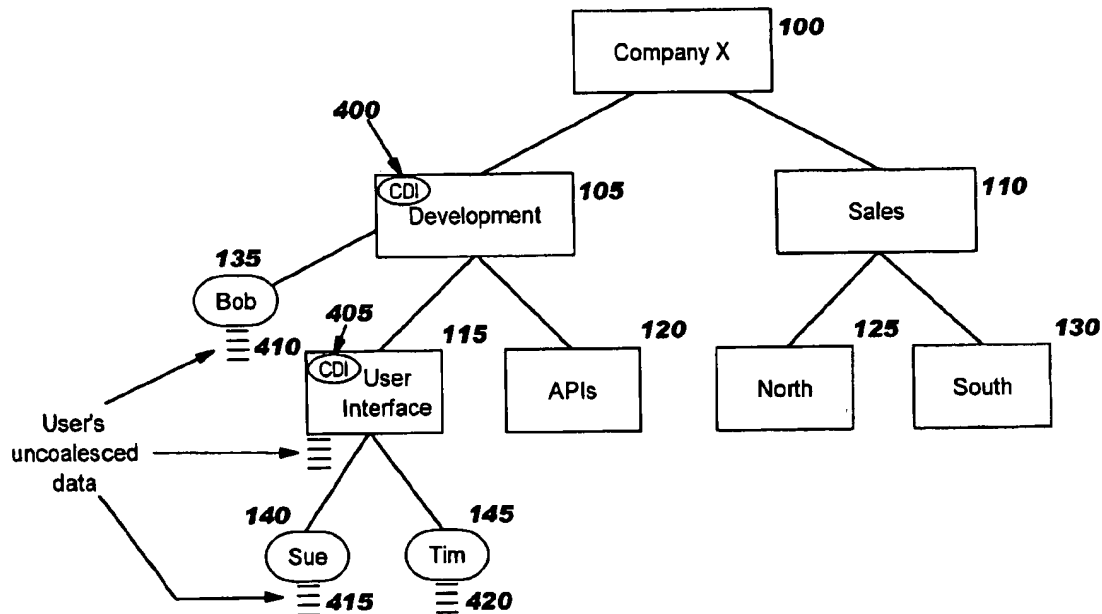 100
Company X
400
CDI
105
Development
110
Sales
135
Bob
410
405
CDI
115
User
Interface
120
APIs
125
North
130
South
User's
uncoalesced
data
140
Sue
415
145
Tim
420